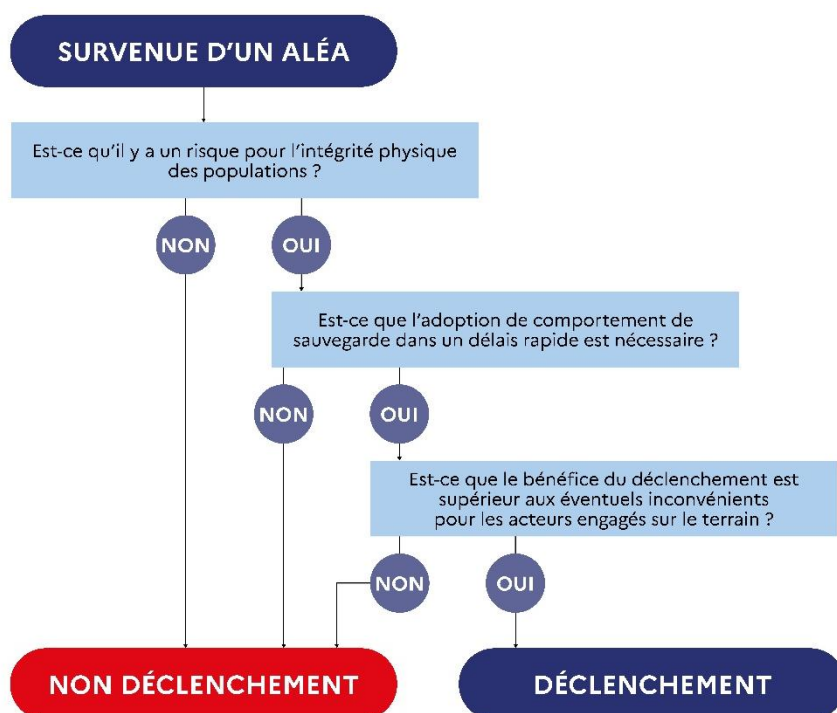 SURVENUE D'UN ALÉA
Est-ce qu'il y a un risque pour l'intégrité physique
des populations ?
NON
OUI
Est-ce que l'adoption de comportement de
sauvegarde dans un délais rapide est nécessaire ?
NON
OUI
Est-ce que le bénéfice du déclenchement est
supérieur aux éventuels inconvénients
pour les acteurs engagés sur le terrain ?
NON
OUI
NON DÉCLENCHEMENT
DÉCLENCHEMENT